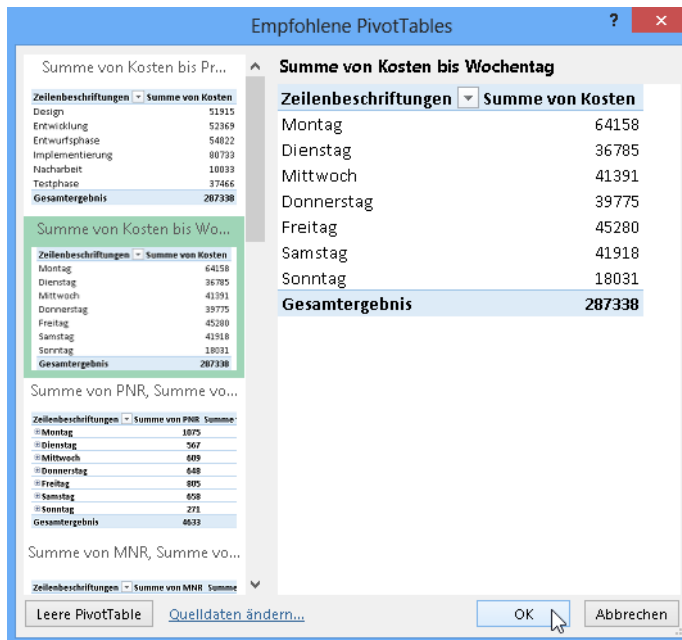 Empfohlene PivotTables
?
Summe von Kosten bis Pr...
Zeilenbeschriftungen Summe von Kosten
Design 51915
Entwicklung 52369
Entwurfsphase 54822
Implementierung 80733
Nacharbeit 10033
Testphase 37466
Gesamtergebnis 287338
Summe von Kosten bis Wo...
Zeilenbeschriftungen Summe von Kosten
Montag 64158
Dienstag 36785
Mittwoch 41391
Donnerstag 39775
Freitag 45280
Samstag 41918
Sonntag 18031
Gesamtergebnis 287338
Summe von PNR, Summe vo...
Zeilenbeschriftungen Summe von PNR Summe
Montag 1075
Dienstag 567
Mittwoch 609
Donnerstag 648
Freitag 805
Samstag 658
Sonntag 271
Gesamtergebnis 4633
Summe von MNR, Summe vo...
Zeilenbeschriftungen Summe von MNR Summe
Summe von Kosten bis Wochentag
Zeilenbeschriftungen Summe von Kosten
Montag 64158
Dienstag 36785
Mittwoch 41391
Donnerstag 39775
Freitag 45280
Samstag 41918
Sonntag 18031
Gesamtergebnis 287338
Leere PivotTable Quelldaten ändern... OK Abbrechen